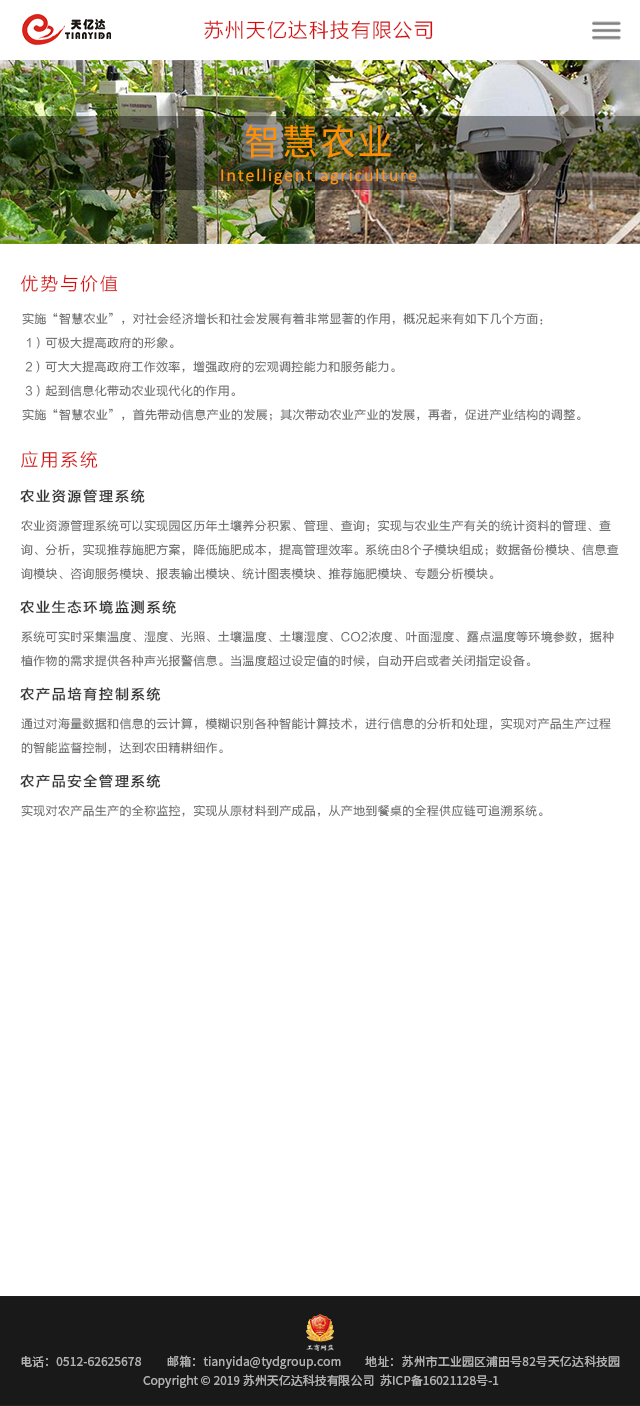 天亿达
TIANYIDA
苏州天亿达科技有限公司
智慧农业
Intelligent agriculture
优势与价值
实施“智慧农业”，对社会经济增长和社会发展有着非常显著的作用，概况起来有如下几个方面：
1）可极大提高政府的形象。
2）可大大提高政府工作效率，增强政府的宏观调控能力和服务能力。
3）起到信息化带动农业现代化的作用。
实施“智慧农业”，首先带动信息产业的发展；其次带动农业产业的发展，再者，促进产业结构的调整。
应用系统
农业资源管理系统
农业资源管理系统可以实现园区历年土壤养分积累、管理、查询；实现与农业生产有关的统计资料的管理、查
询、分析，实现推荐施肥方案，降低施肥成本，提高管理效率。系统由8个子模块组成；数据备份模块、信息查
询模块、咨询服务模块、报表输出模块、统计图表模块、推荐施肥模块、专题分析模块。
农业生态环境监测系统
系统可实时采集温度、湿度、光照、土壤温度、土壤湿度、CO2浓度、叶面湿度、露点温度等环境参数，据种
植作物的需求提供各种声光报警信息。当温度超过设定值的时候，自动开启或者关闭指定设备。
农产品培育控制系统
通过对海量数据和信息的云计算，模糊识别各种智能计算技术，进行信息的分析和处理，实现对产品生产过程
的智能监督控制，达到农田精耕细作。
农产品安全管理系统
实现对农产品生产的全称监控，实现从原材料到产成品，从产地到餐桌的全程供应链可追溯系统。
工商网监
电话：0512-62625678 邮箱：tianyida@tydgroup.com 地址：苏州市工业园区浦田号82号天亿达科技园
Copyright © 2019 苏州天亿达科技有限公司 苏ICP备16021128号-1